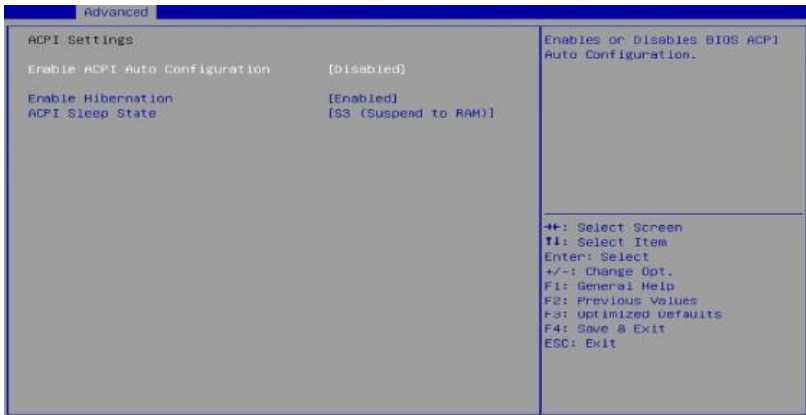 Advanced
ACPI Settings
Enable ACPI Auto Configuration [Disabled]
Enable Hibernation [Enabled]
ACPI Sleep State [S3 (Suspend to RAM)]
Enables or Disables BIOS ACPI
Auto Configuration.
→←: Select Screen
↑↓: Select Item
Enter: Select
+/-: Change Opt.
F1: General Help
F2: Previous Values
F3: Optimized Defaults
F4: Save & Exit
ESC: Exit